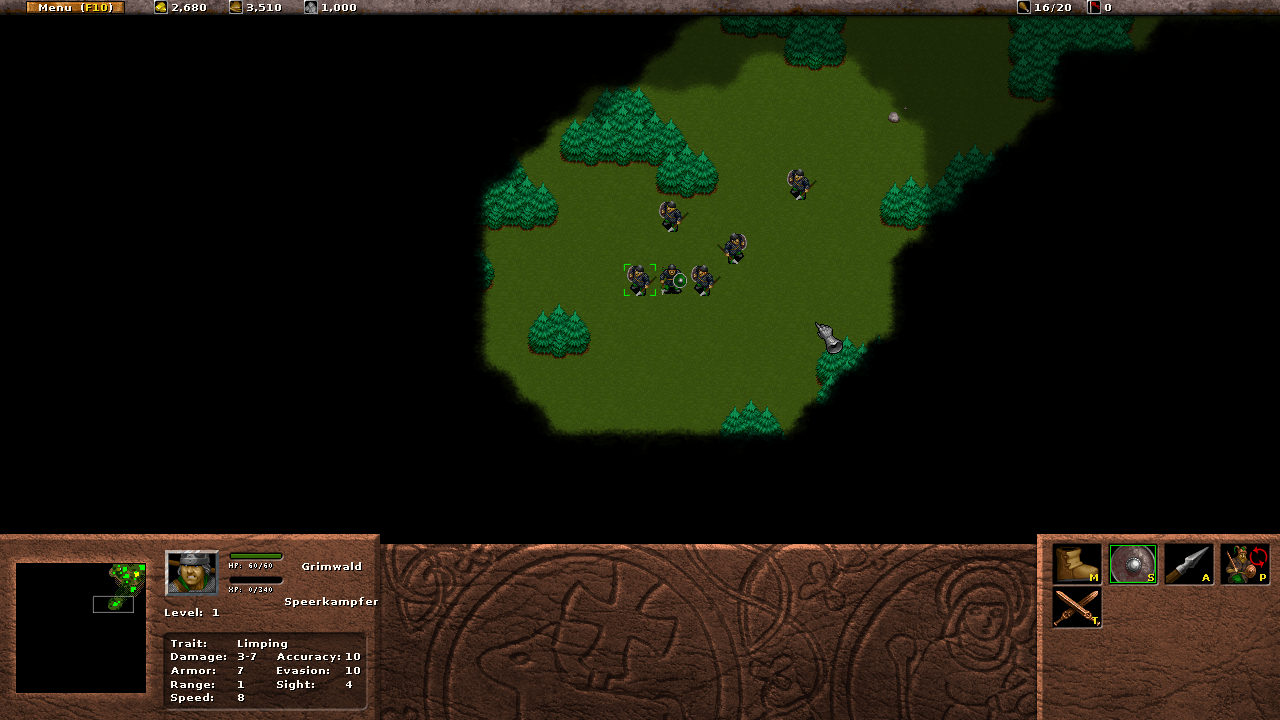 Menu (F10) 2,680 3,510 1,000 16/20 0
HP: 60/60
Grimwald
XP: 0/340
Speerkampfer
Level: 1
Trait: Limping
Damage: 3-7 Accuracy: 10
Armor: 7 Evasion: 10
Range: 1 Sight: 4
Speed: 8
M S A P
T